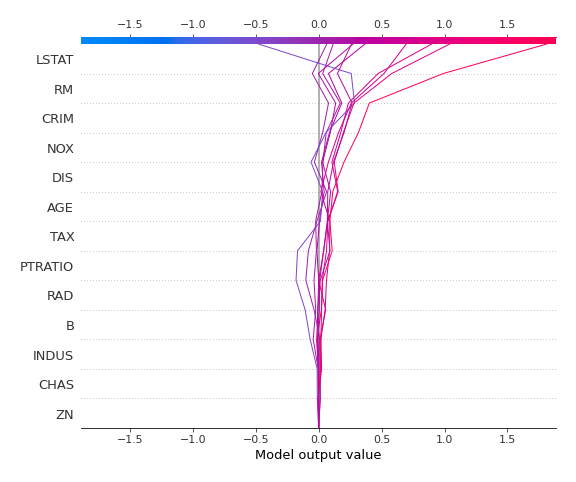 −1.5 −1.0 −0.5 0.0 0.5 1.0 1.5
LSTAT
RM
CRIM
NOX
DIS
AGE
TAX
PTRATIO
RAD
B
INDUS
CHAS
ZN
−1.5 −1.0 −0.5 0.0 0.5 1.0 1.5
Model output value